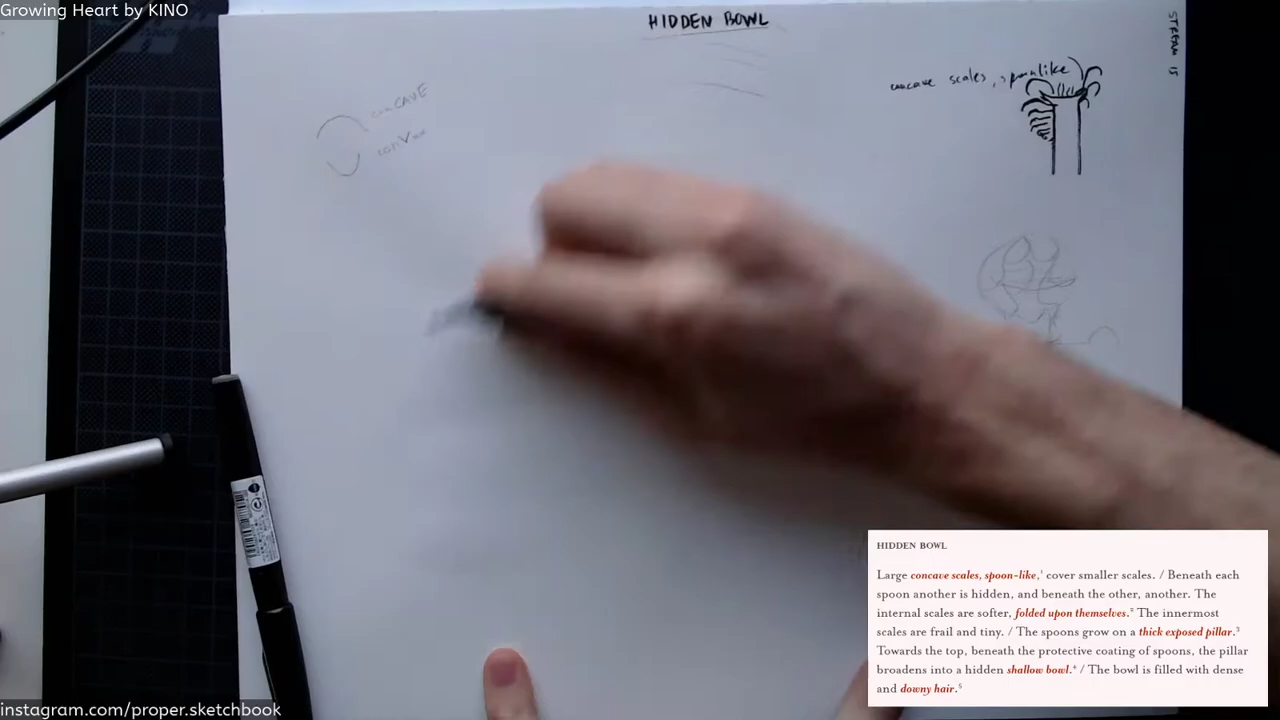 Growing Heart by KINO
HIDDEN BOWL
STREAM 15
concave scales, spoonlike
conCAVE
conVex
HIDDEN BOWL
Large concave scales, spoon-like,¹ cover smaller scales. / Beneath each
spoon another is hidden, and beneath the other, another. The
internal scales are softer, folded upon themselves.² The innermost
scales are frail and tiny. / The spoons grow on a thick exposed pillar.³
Towards the top, beneath the protective coating of spoons, the pillar
broadens into a hidden shallow bowl.⁴ / The bowl is filled with dense
and downy hair.⁵
instagram.com/proper.sketchbook